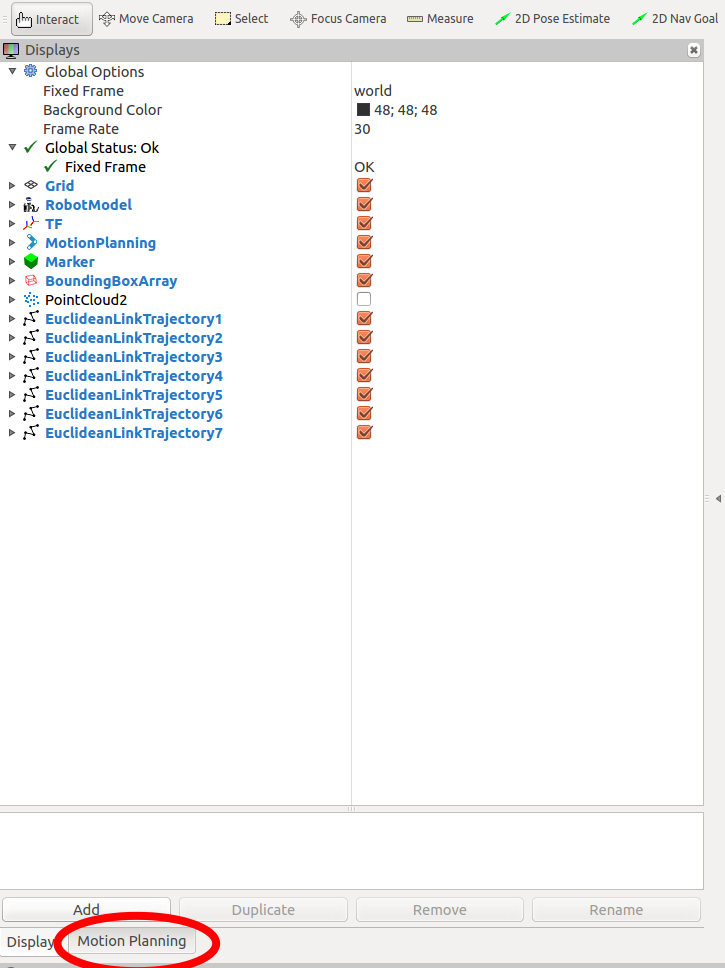 Interact Move Camera Select Focus Camera Measure 2D Pose Estimate 2D Nav Goal
Displays
Global Options
Fixed Frame world
Background Color 48; 48; 48
Frame Rate 30
Global Status: Ok
Fixed Frame OK
Grid
RobotModel
TF
MotionPlanning
Marker
BoundingBoxArray
PointCloud2
EuclideanLinkTrajectory1
EuclideanLinkTrajectory2
EuclideanLinkTrajectory3
EuclideanLinkTrajectory4
EuclideanLinkTrajectory5
EuclideanLinkTrajectory6
EuclideanLinkTrajectory7
Add Duplicate Remove Rename
Display Motion Planning